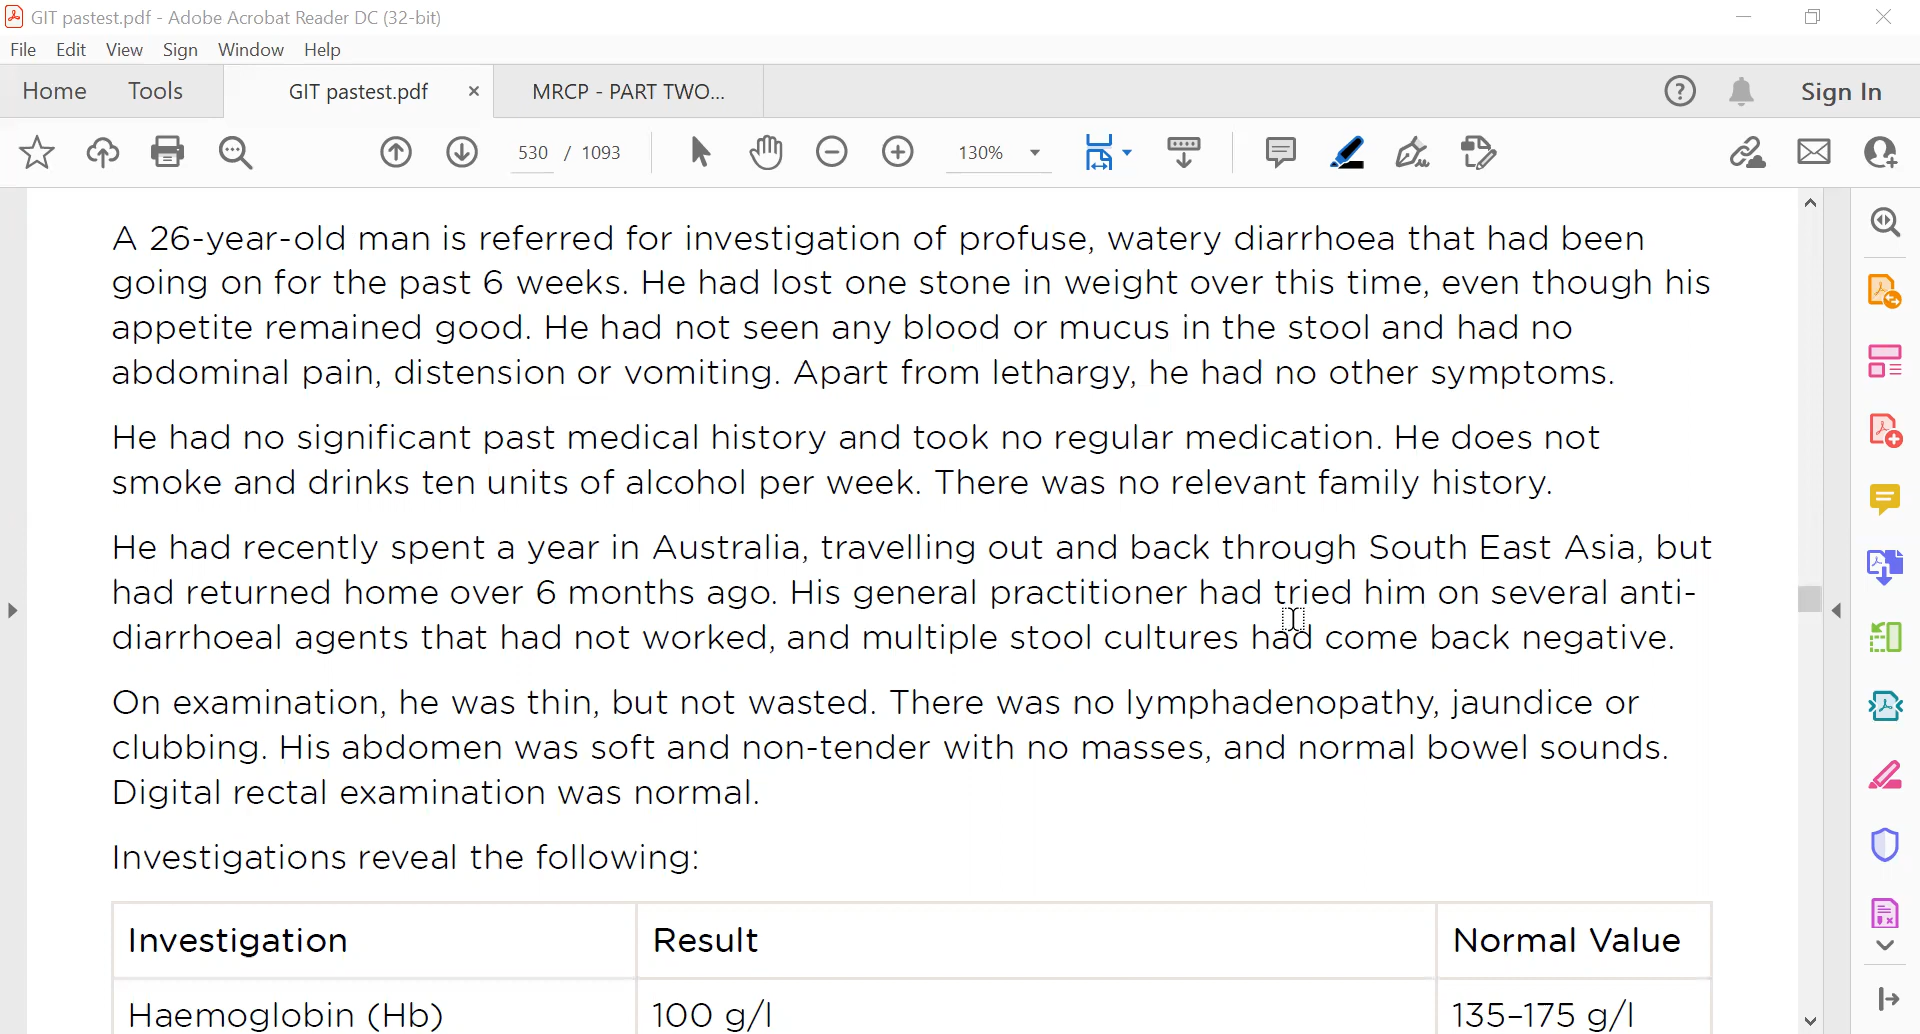 GIT pastest.pdf - Adobe Acrobat Reader DC (32-bit)
File Edit View Sign Window Help
Home Tools GIT pastest.pdf × MRCP - PART TWO... Sign In
530 / 1093 130%
A 26-year-old man is referred for investigation of profuse, watery diarrhoea that had been
going on for the past 6 weeks. He had lost one stone in weight over this time, even though his
appetite remained good. He had not seen any blood or mucus in the stool and had no
abdominal pain, distension or vomiting. Apart from lethargy, he had no other symptoms.
He had no significant past medical history and took no regular medication. He does not
smoke and drinks ten units of alcohol per week. There was no relevant family history.
He had recently spent a year in Australia, travelling out and back through South East Asia, but
had returned home over 6 months ago. His general practitioner had tried him on several anti-
diarrhoeal agents that had not worked, and multiple stool cultures had come back negative.
On examination, he was thin, but not wasted. There was no lymphadenopathy, jaundice or
clubbing. His abdomen was soft and non-tender with no masses, and normal bowel sounds.
Digital rectal examination was normal.
Investigations reveal the following:
Investigation Result Normal Value
Haemoglobin (Hb) 100 g/l 135–175 g/l